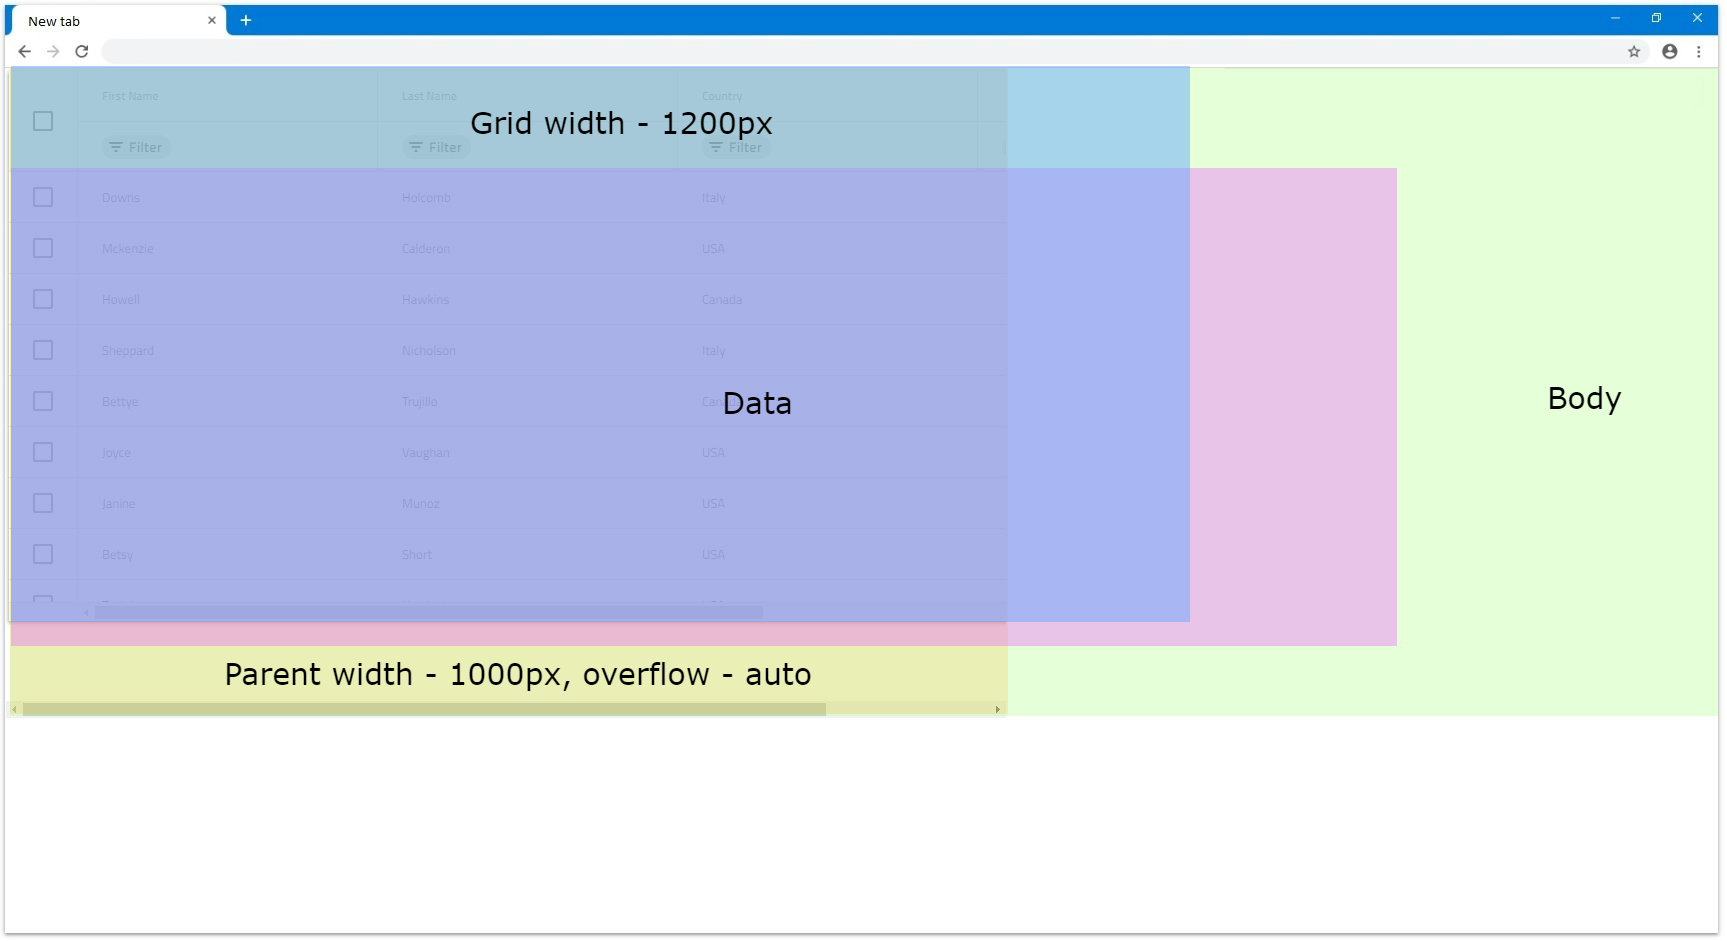 New tab
First Name Last Name Country
Grid width - 1200px
Filter Filter Filter
Downs Holcomb Italy
Mckenzie Calderon USA
Howell Hawkins Canada
Sheppard Nicholson Italy
Bettye Trujillo
Data
Body
Joyce Vaughan USA
Janine Munoz USA
Betsy Short USA
Parent width - 1000px, overflow - auto